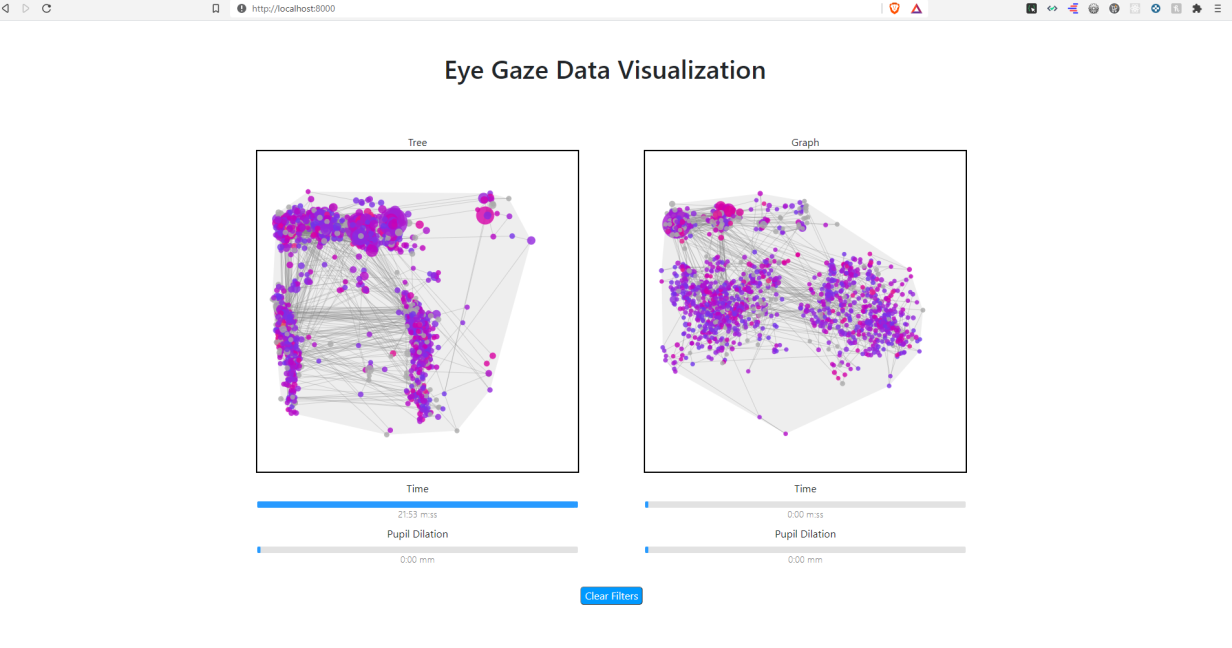 http://localhost:8000
Eye Gaze Data Visualization
Tree
Graph
Time
21:53 m:ss
Pupil Dilation
0:00 mm
Time
0:00 m:ss
Pupil Dilation
0:00 mm
Clear Filters